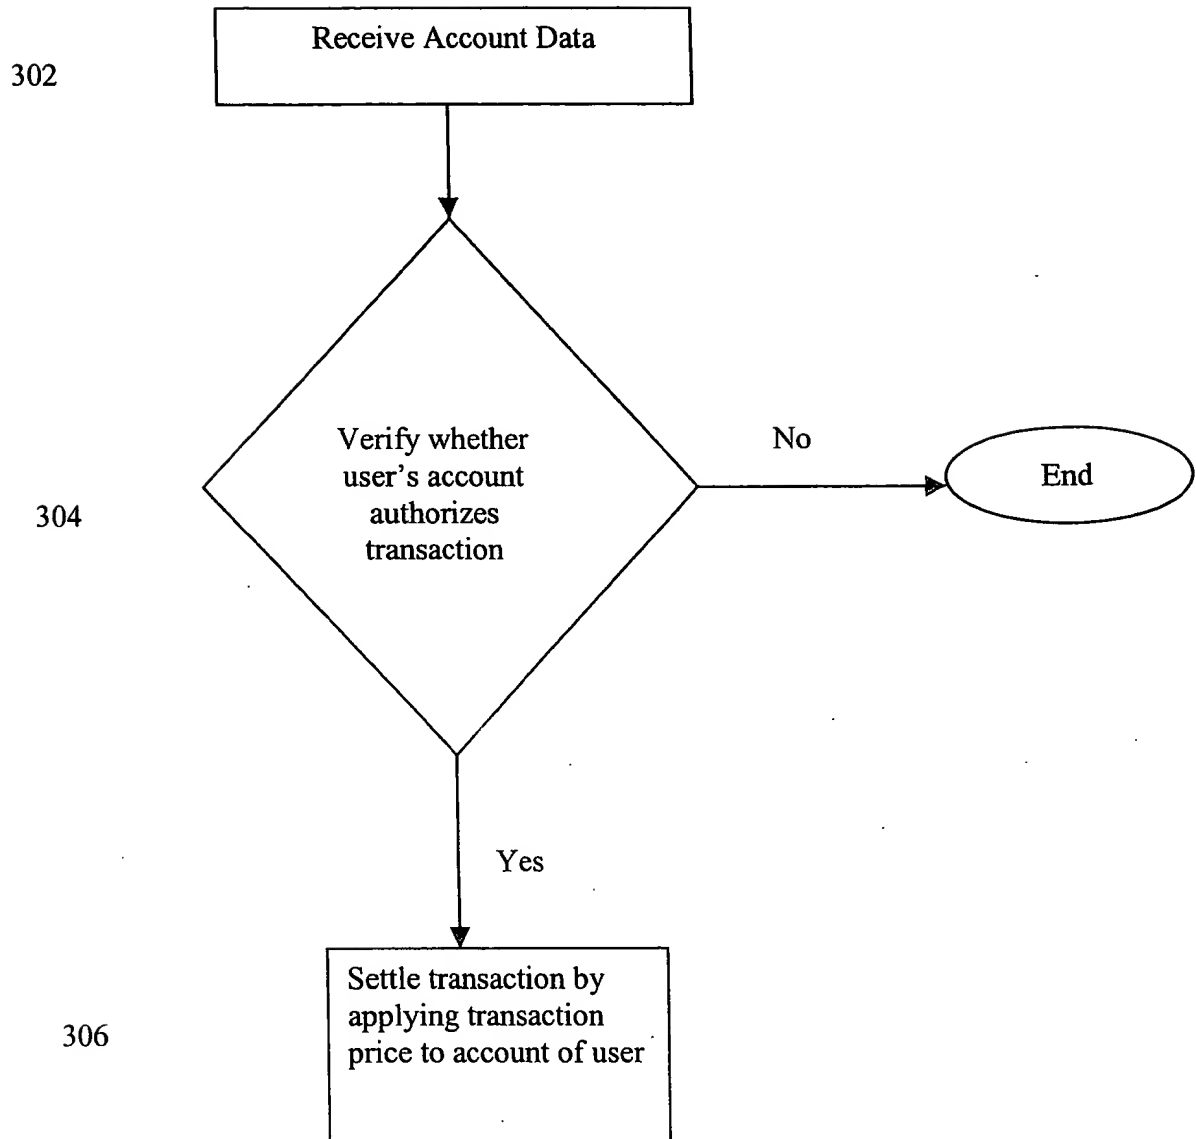 Receive Account Data
302
No
Verify whether
user's account
authorizes
transaction
End
304
Yes
Settle transaction by
applying transaction
price to account of user
306